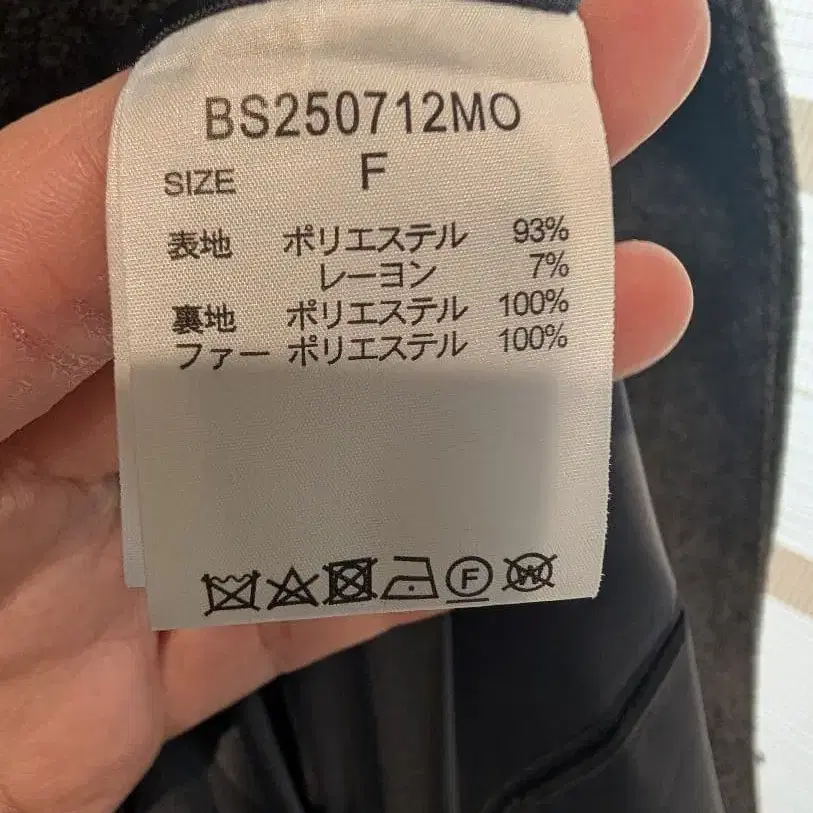 BS250712MO
SIZE F
表地 ポリエステル 93%
レーヨン 7%
裏地 ポリエステル 100%
ファー ポリエステル 100%
F W